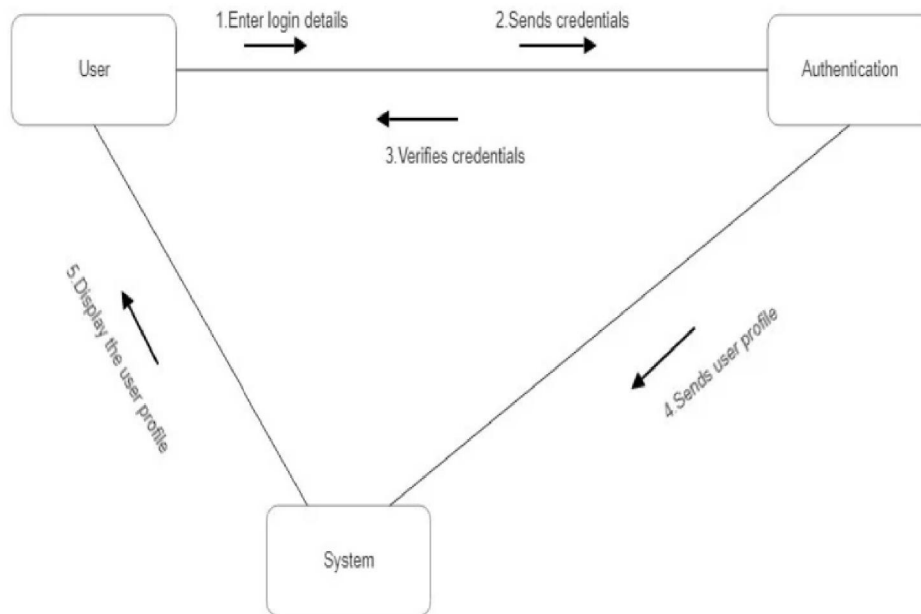 1.Enter login details
2.Sends credentials
User
Authentication
3.Verifies credentials
5.Display the user profile
4.Sends user profile
System